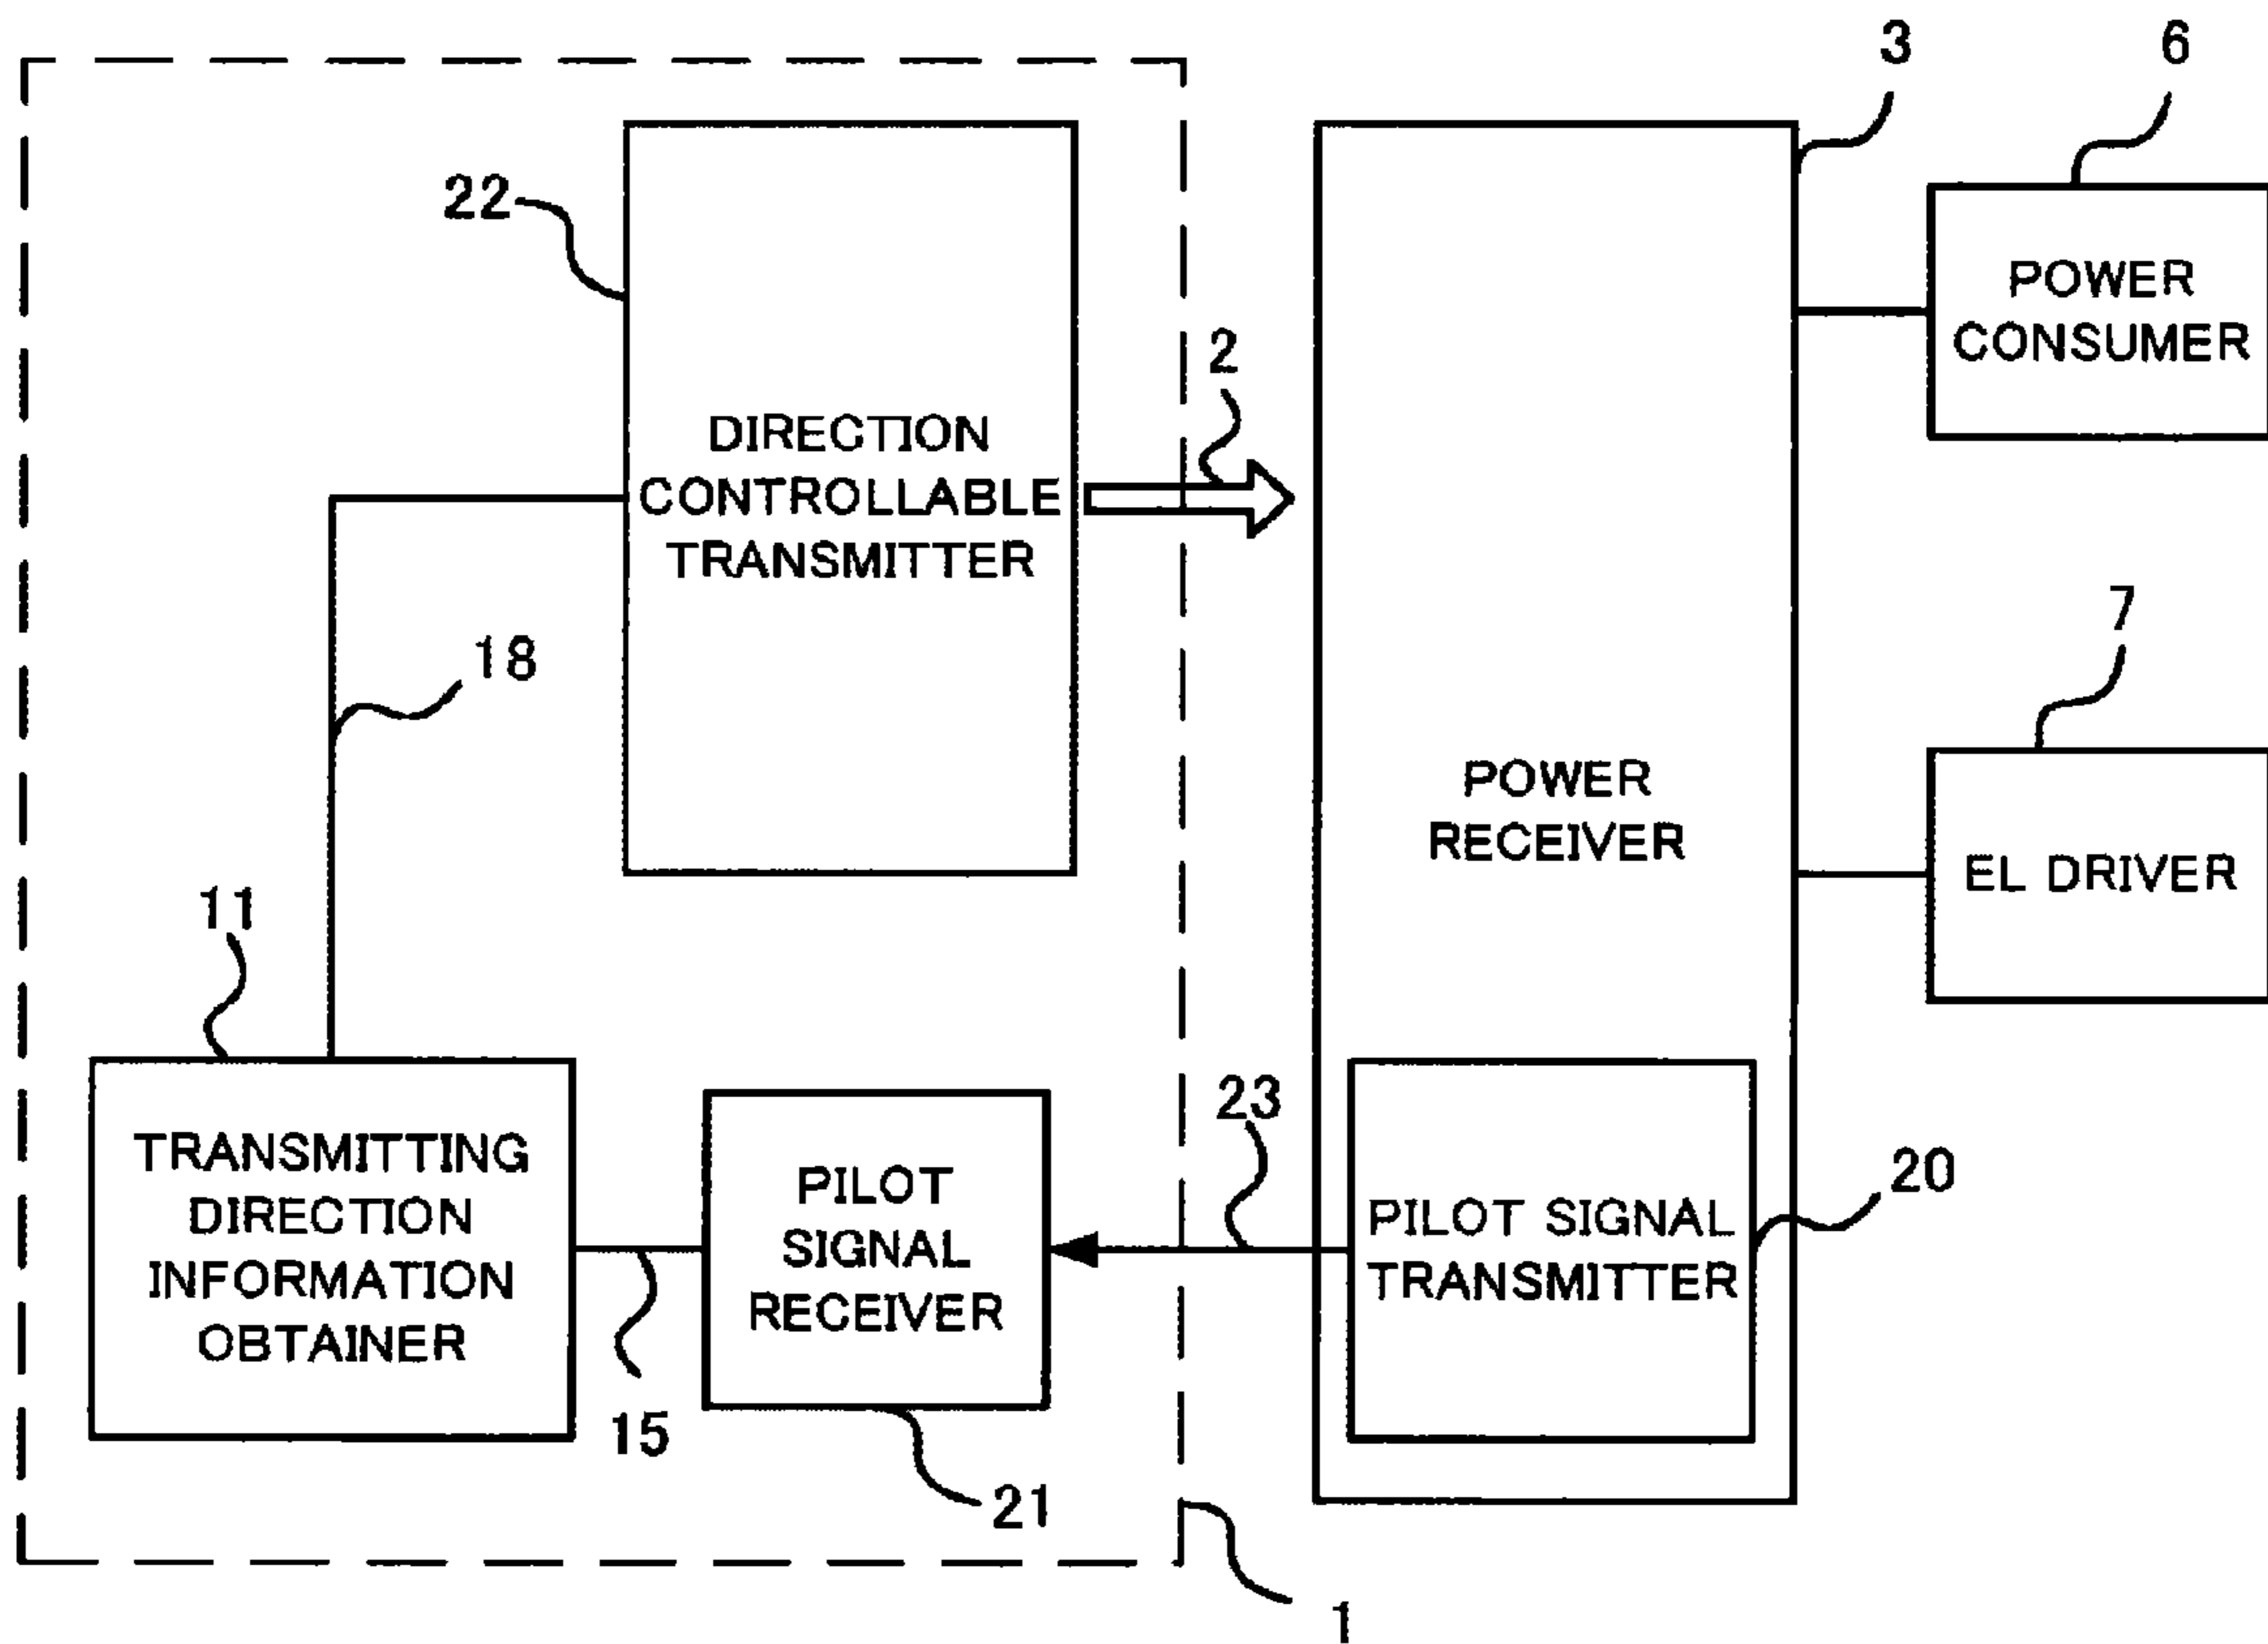 3
6
22
POWER
CONSUMER
2
DIRECTION
CONTROLLABLE
TRANSMITTER
18
7
POWER
RECEIVER
EL DRIVER
11
23
TRANSMITTING
DIRECTION
INFORMATION
OBTAINER
PILOT
SIGNAL
RECEIVER
PILOT SIGNAL
TRANSMITTER
20
15
21
1